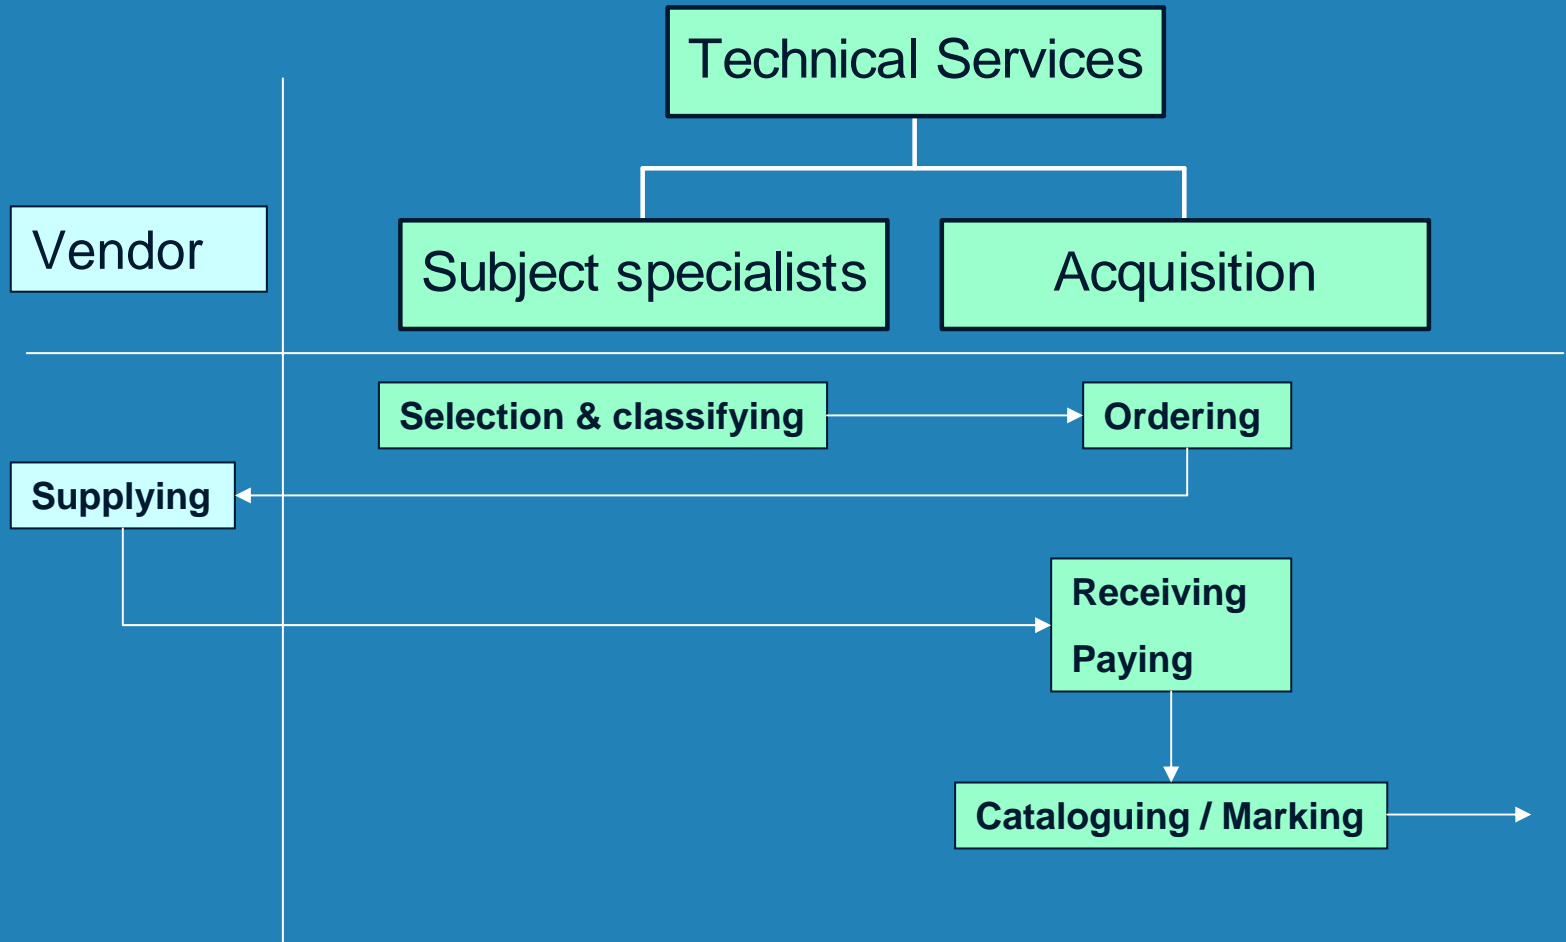 Technical Services
Vendor
Subject specialists
Acquisition
Selection & classifying
Ordering
Supplying
Receiving
Paying
Cataloguing / Marking